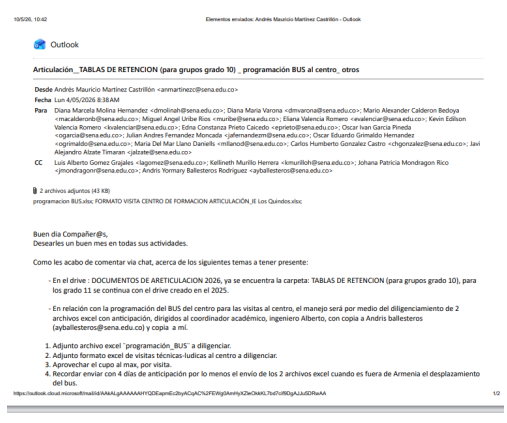 10/5/26, 10:42
Elementos enviados: Andrés Mauricio Martínez Castrillón - Outlook
Outlook
Articulación__TABLAS DE RETENCION (para grupos grado 10) _ programación BUS al centro_ otros
Desde Andrés Mauricio Martínez Castrillón <anmartinezc@sena.edu.co>
Fecha Lun 4/05/2026 8:38 AM
Para Diana Marcela Molina Hernandez <dmolinah@sena.edu.co>; Diana Maria Varona <dmvarona@sena.edu.co>; Mario Alexander Calderon Bedoya
<macalderonb@sena.edu.co>; Miguel Angel Uribe Rios <muribe@sena.edu.co>; Eliana Valencia Romero <evalenciar@sena.edu.co>; Kevin Edilson
Valencia Romero <kvalenciar@sena.edu.co>; Edna Constanza Prieto Caicedo <eprieto@sena.edu.co>; Oscar Ivan Garcia Pineda
<ogarcia@sena.edu.co>; Julian Andres Fernandez Moncada <jafernandezm@sena.edu.co>; Oscar Eduardo Grimaldo Hernandez
<ogrimaldo@sena.edu.co>; Maria Del Mar Llano Daniells <mllanod@sena.edu.co>; Carlos Humberto Gonzalez Castro <chgonzalez@sena.edu.co>; Javi
Alejandro Alzate Timaran <jalzate@sena.edu.co>
CC Luis Alberto Gomez Grajales <lagomez@sena.edu.co>; Kellineth Murillo Herrera <kmurilloh@sena.edu.co>; Johana Patricia Mondragon Rico
<jmondragonr@sena.edu.co>; Andris Yormary Ballesteros Rodriguez <ayballesteros@sena.edu.co>
2 archivos adjuntos (43 KB)
programacion BUS.xlsx; FORMATO VISITA CENTRO DE FORMACION ARTICULACIÓN_IE Los Quindos.xlsx;
Buen día Compañer@s,
Desearles un buen mes en todas sus actividades.
Como les acabo de comentar via chat, acerca de los siguientes temas a tener presente:
- En el drive : DOCUMENTOS DE ARETICULACION 2026, ya se encuentra la carpeta: TABLAS DE RETENCION (para grupos grado 10), para
los grado 11 se continua con el drive creado en el 2025.
- En relación con la programación del BUS del centro para las visitas al centro, el manejo será por medio del diligenciamiento de 2
archivos excel con anticipación, dirigidos al coordinador académico, ingeniero Alberto, con copia a Andris ballesteros
(ayballesteros@sena.edu.co) y copia a mí.
1. Adjunto archivo excel ¨programación_BUS¨ a diligenciar.
2. Adjunto formato excel de visitas técnicas-ludicas al centro a diligenciar.
3. Aprovechar el cupo al max, por visita.
4. Recordar enviar con 4 días de anticipación por lo menos el envio de los 2 archivos excel cuando es fuera de Armenia el desplazamiento
del bus.
1/2